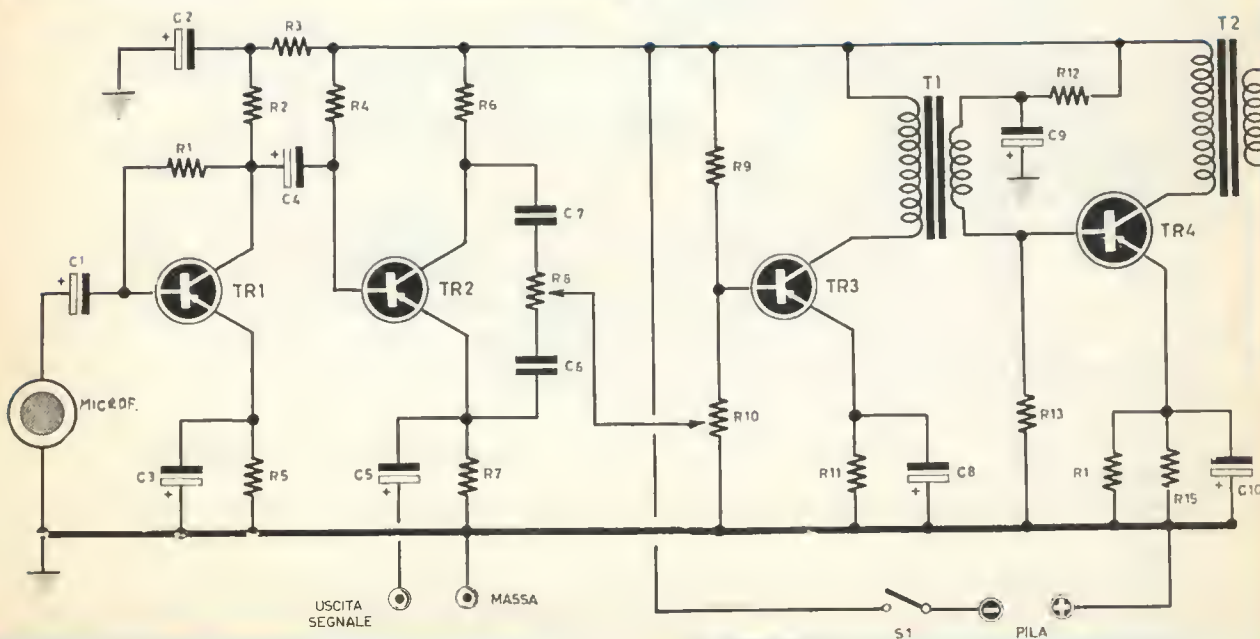 C2
R3
T2
R2
R4
R6
T1
R12
C9
R1
C4
R9
C7
C1
TR1
TR2
R8
TR3
TR4
C6
MICROF.
R10
R13
C3
R5
C5
R7
R11
C8
R1
R15
C10
USCITA
SEGNALE
MASSA
S1
PILA